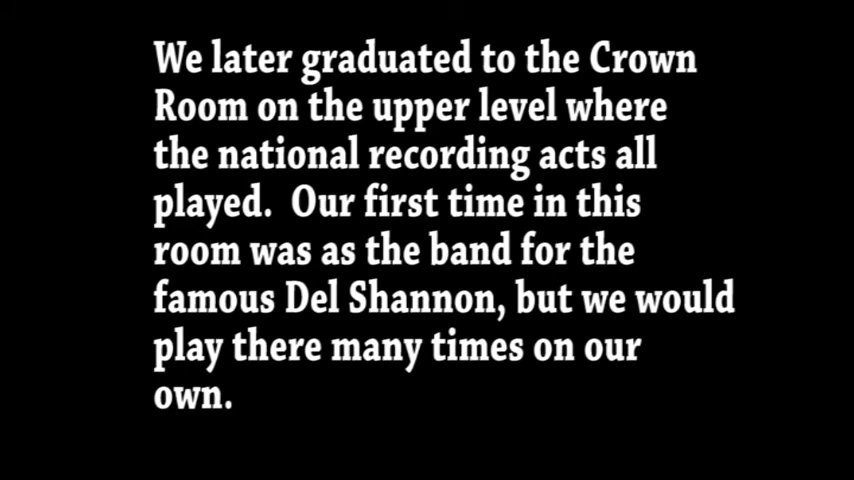 We later graduated to the Crown
Room on the upper level where
the national recording acts all
played.  Our first time in this
room was as the band for the
famous Del Shannon, but we would
play there many times on our
own.